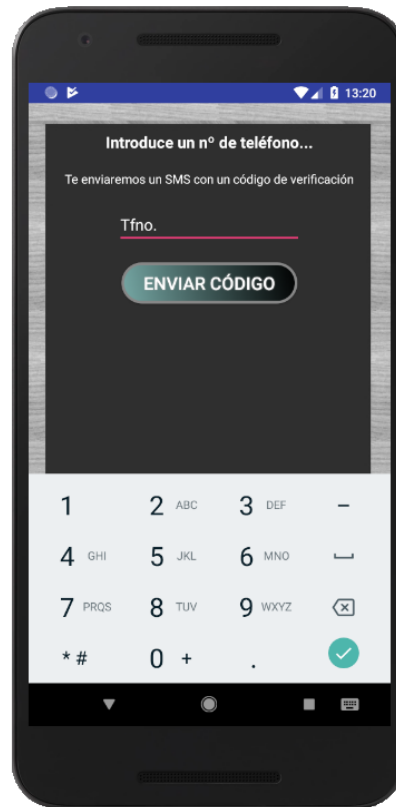 13:20
Introduce un nº de teléfono...
Te enviaremos un SMS con un código de verificación
Tfno.
ENVIAR CÓDIGO
1 2 ABC 3 DEF –
4 GHI 5 JKL 6 MNO
7 PRQS 8 TUV 9 WXYZ
* # 0 + .